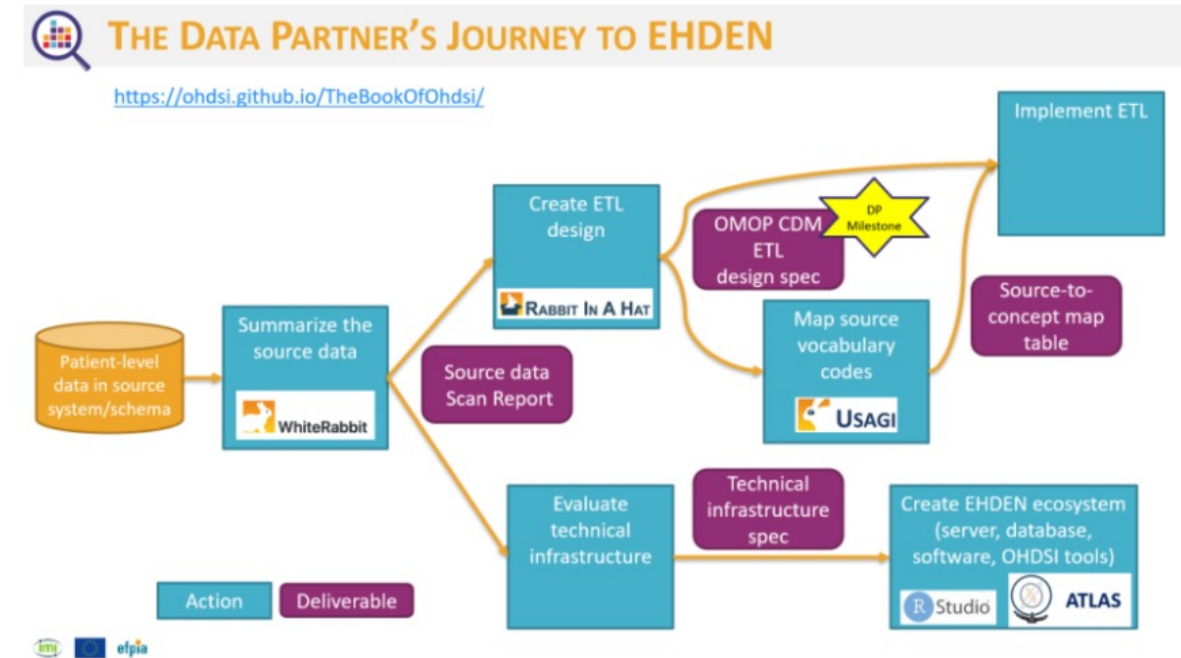 THE DATA PARTNER'S JOURNEY TO EHDEN
https://ohdsi.github.io/TheBookOfOhdsi/
Patient-level
data in source
system/schema
Summarize the
source data
WhiteRabbit
Source data
Scan Report
Create ETL
design
RABBIT IN A HAT
OMOP CDM
ETL
design spec
DP
Milestone
Map source
vocabulary
codes
USAGI
Source-to-
concept map
table
Implement ETL
Evaluate
technical
infrastructure
Technical
infrastructure
spec
Create EHDEN ecosystem
(server, database,
software, OHDSI tools)
R Studio
ATLAS
Action
Deliverable
imi
efpia